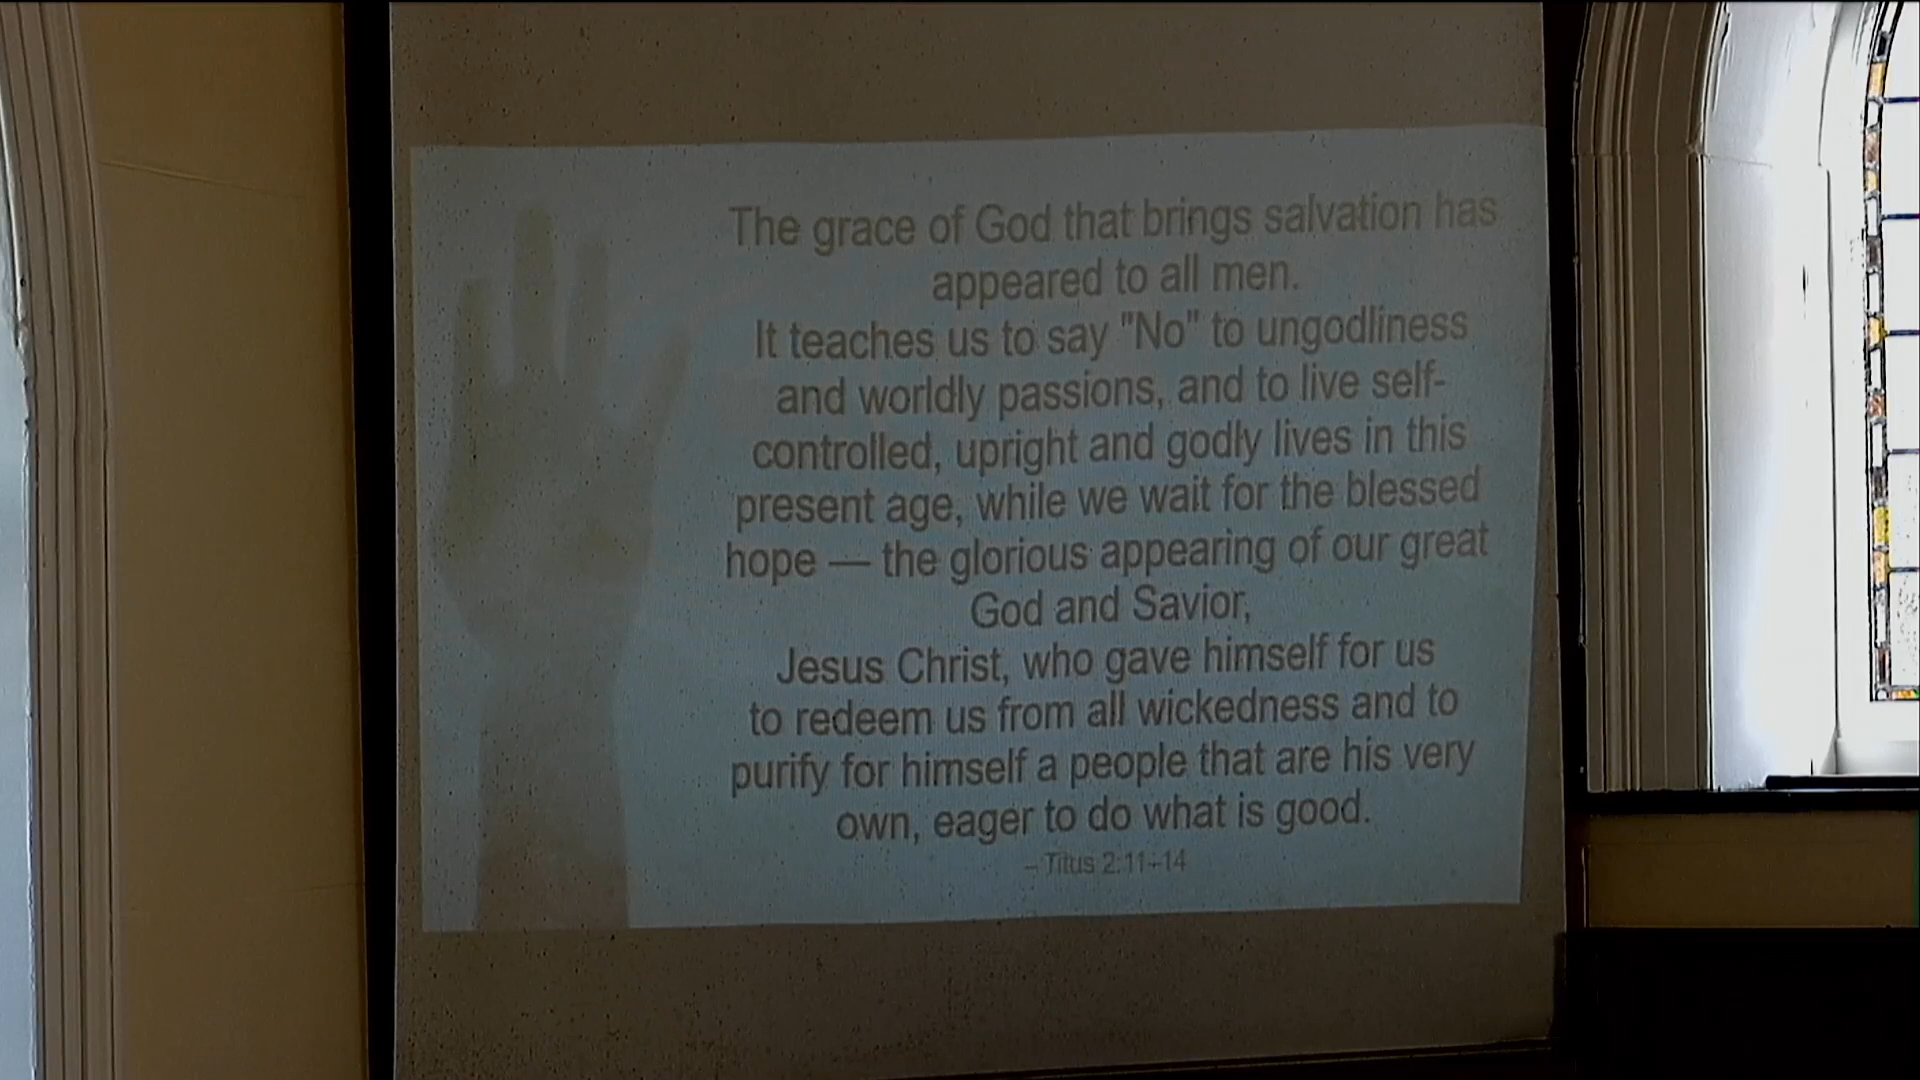 The grace of God that brings salvation has
appeared to all men.
It teaches us to say "No" to ungodliness
and worldly passions, and to live self-
controlled, upright and godly lives in this
present age, while we wait for the blessed
hope — the glorious appearing of our great
God and Savior,
Jesus Christ, who gave himself for us
to redeem us from all wickedness and to
purify for himself a people that are his very
own, eager to do what is good.
– Titus 2:11–14